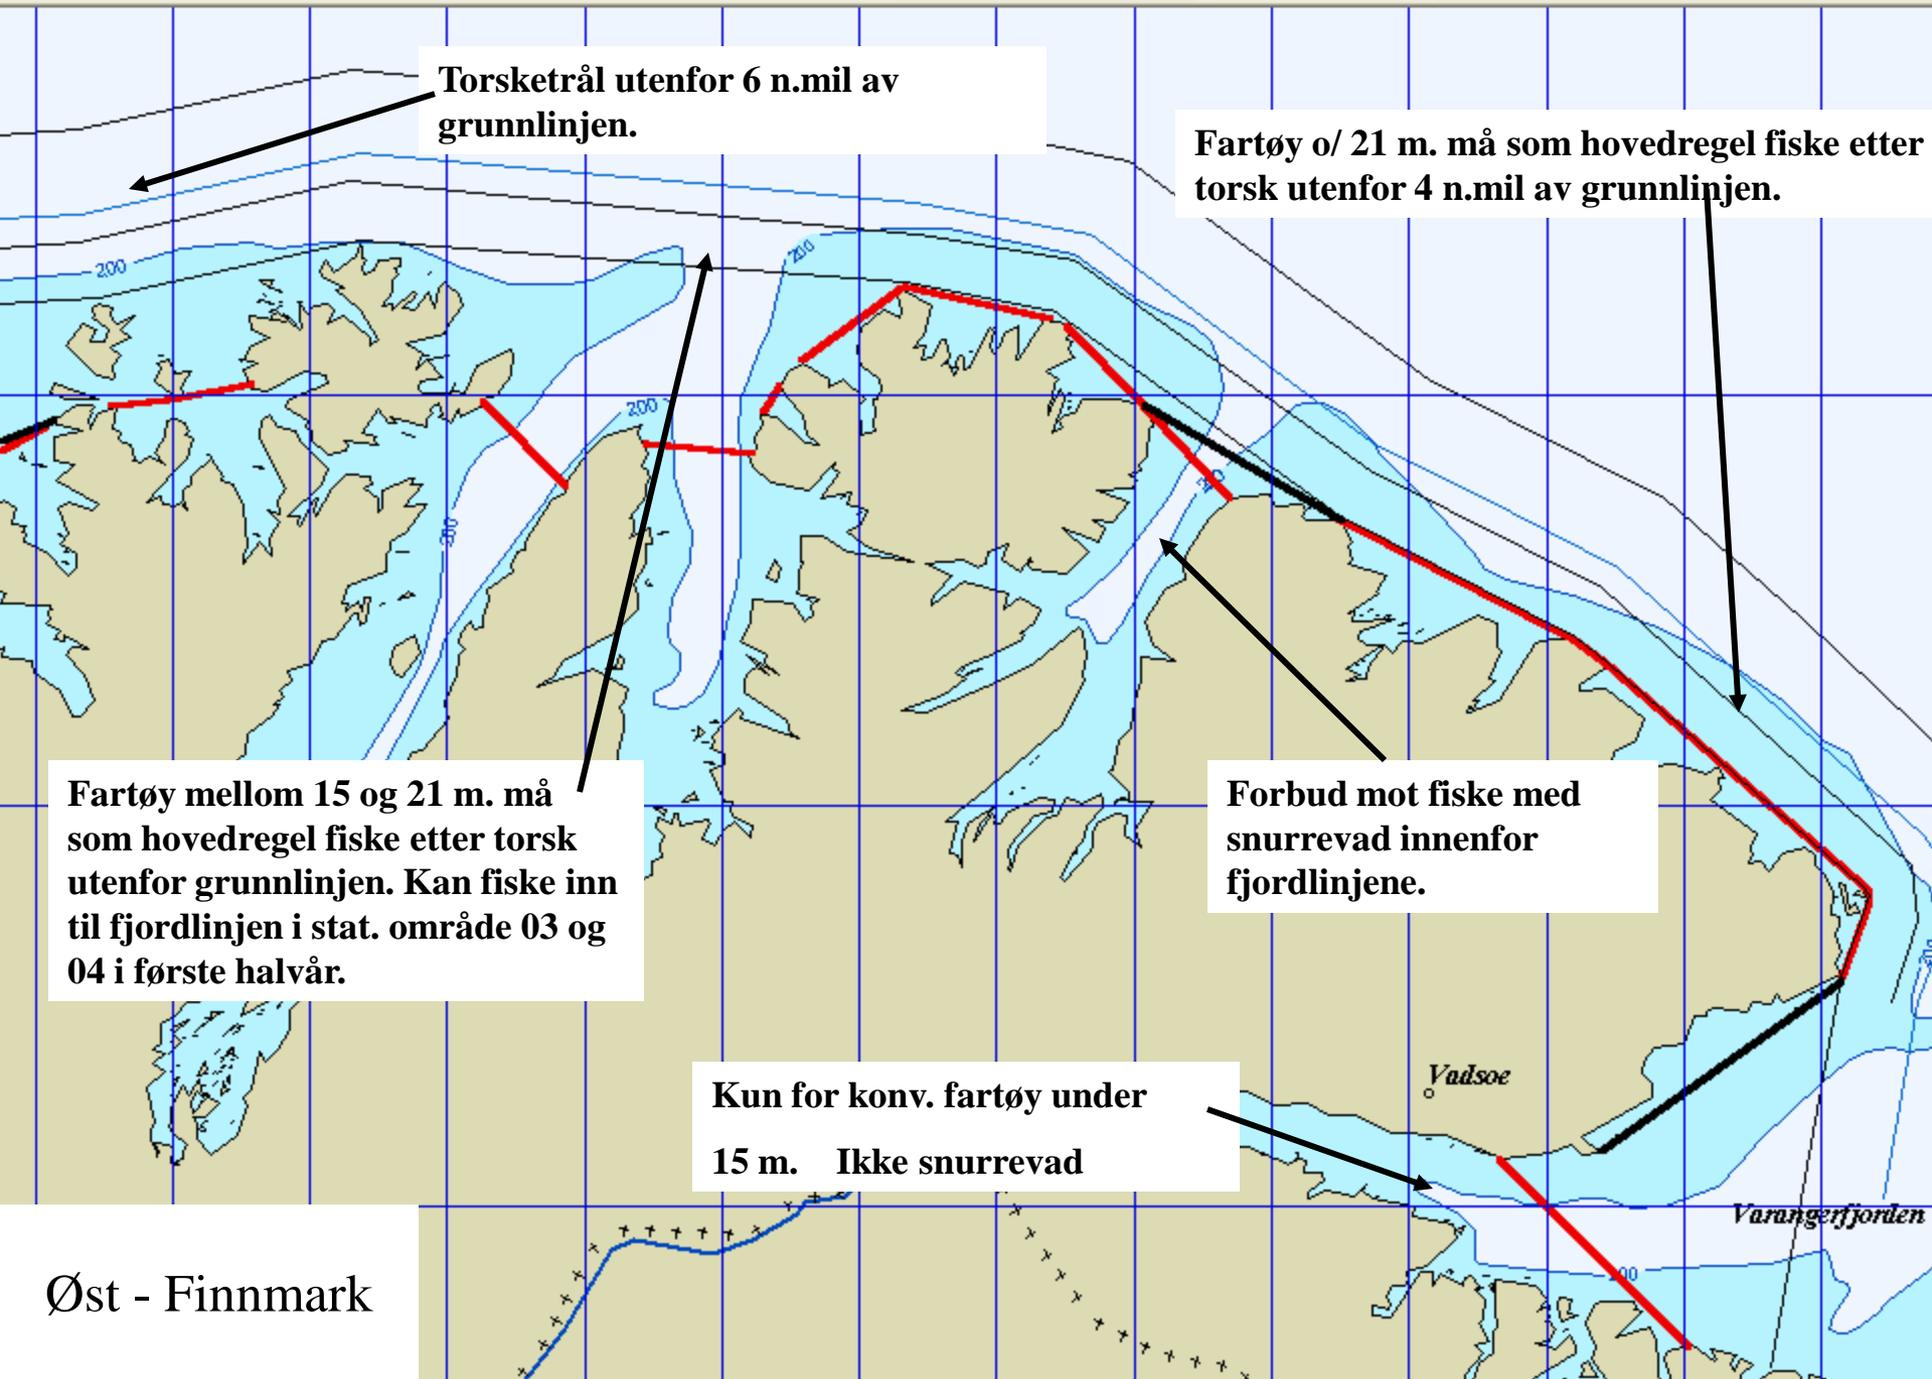 Torsketrål utenfor 6 n.mil av
grunnlinjen.
Fartøy o/ 21 m. må som hovedregel fiske etter
torsk utenfor 4 n.mil av grunnlinjen.
200
200
200
200
Fartøy mellom 15 og 21 m. må
som hovedregel fiske etter torsk
utenfor grunnlinjen. Kan fiske inn
til fjordlinjen i stat. område 03 og
04 i første halvår.
Forbud mot fiske med
snurrevad innenfor
fjordlinjene.
Kun for konv. fartøy under
15 m. Ikke snurrevad
Vadsoe
Varangerfjorden
Øst - Finnmark